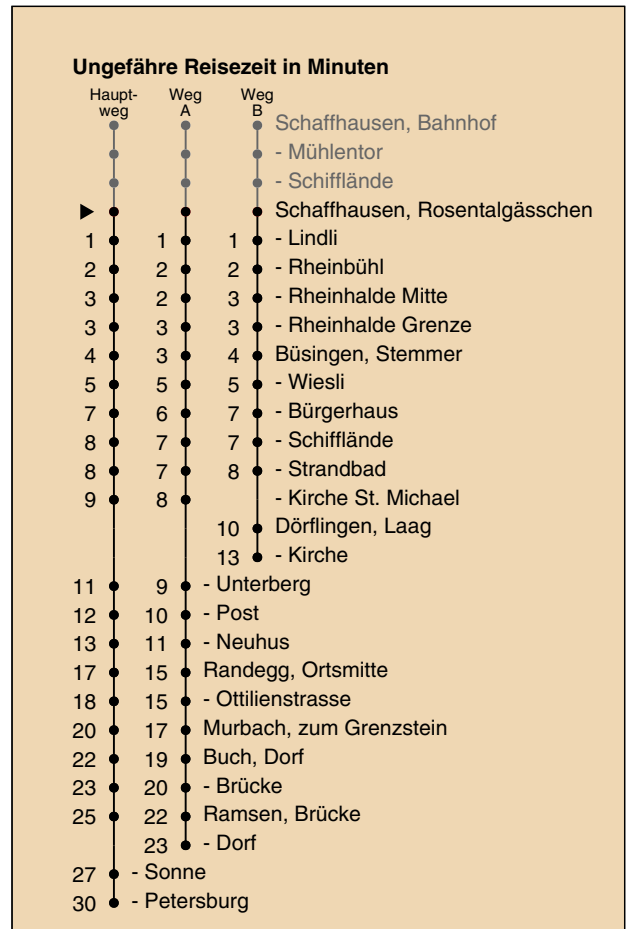 Ungefähre Reisezeit in Minuten
Haupt- Weg Weg
weg A B
Schaffhausen, Bahnhof
- Mühlentor
- Schifflände
Schaffhausen, Rosentalgässchen
1 1 1 - Lindli
2 2 2 - Rheinbühl
3 2 3 - Rheinhalde Mitte
3 3 3 - Rheinhalde Grenze
4 3 4 Büsingen, Stemmer
5 5 5 - Wiesli
7 6 7 - Bürgerhaus
8 7 7 - Schifflände
8 7 8 - Strandbad
9 8 - Kirche St. Michael
10 Dörflingen, Laag
13 - Kirche
11 9 - Unterberg
12 10 - Post
13 11 - Neuhus
17 15 Randegg, Ortsmitte
18 15 - Ottilienstrasse
20 17 Murbach, zum Grenzstein
22 19 Buch, Dorf
23 20 - Brücke
25 22 Ramsen, Brücke
23 - Dorf
27 - Sonne
30 - Petersburg